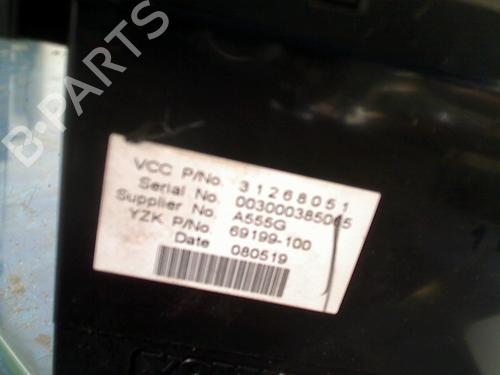 B-PARTS
VCC P/No. 31268051
Serial No. 003000385065
Supplier No. A555G
YZK P/No. 69199-100
Date 080519